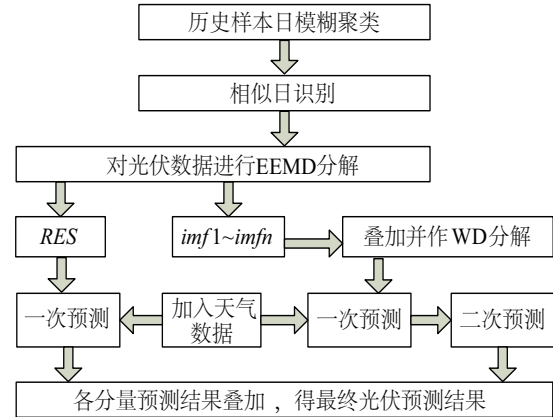 历史样本日模糊聚类
相似日识别
对光伏数据进行EEMD分解
RES
imf1~imfn
叠加并作WD分解
一次预测
加入天气
数据
一次预测
二次预测
各分量预测结果叠加，得最终光伏预测结果